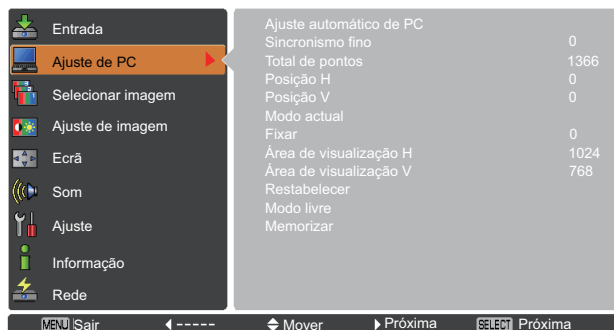 Entrada
Ajuste de PC
Selecionar imagem
Ajuste de imagem
Ecrã
Som
Ajuste
Informação
Rede
Ajuste automático de PC
Sincronismo fino 0
Total de pontos 1366
Posição H 0
Posição V 0
Modo actual
Fixar 0
Área de visualização H 1024
Área de visualização V 768
Restabelecer
Modo livre
Memorizar
MENU Sair ----- Mover Próxima SELECT Próxima